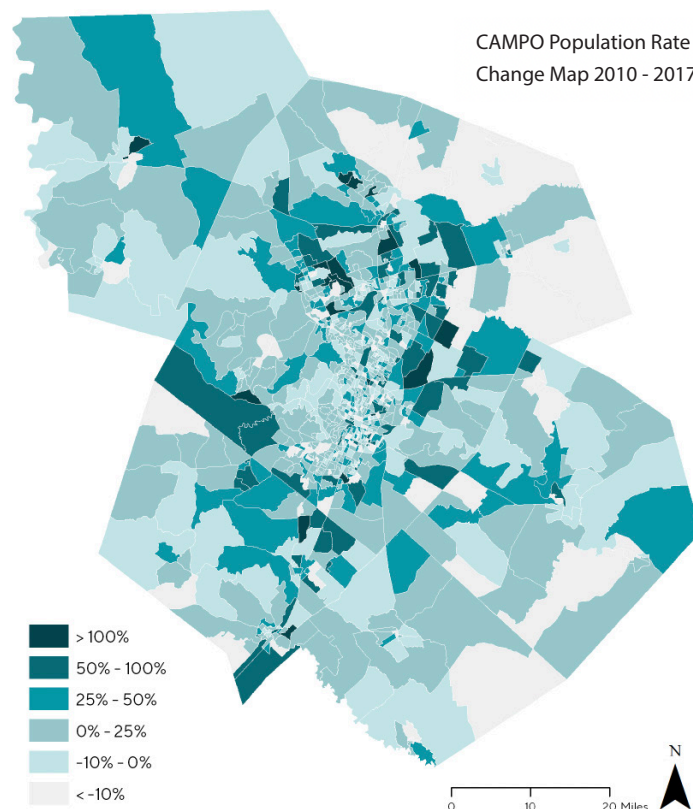 CAMPO Population Rate
Change Map 2010 - 2017
> 100%
50% - 100%
25% - 50%
0% - 25%
-10% - 0%
< -10%
N
0 10 20 Miles